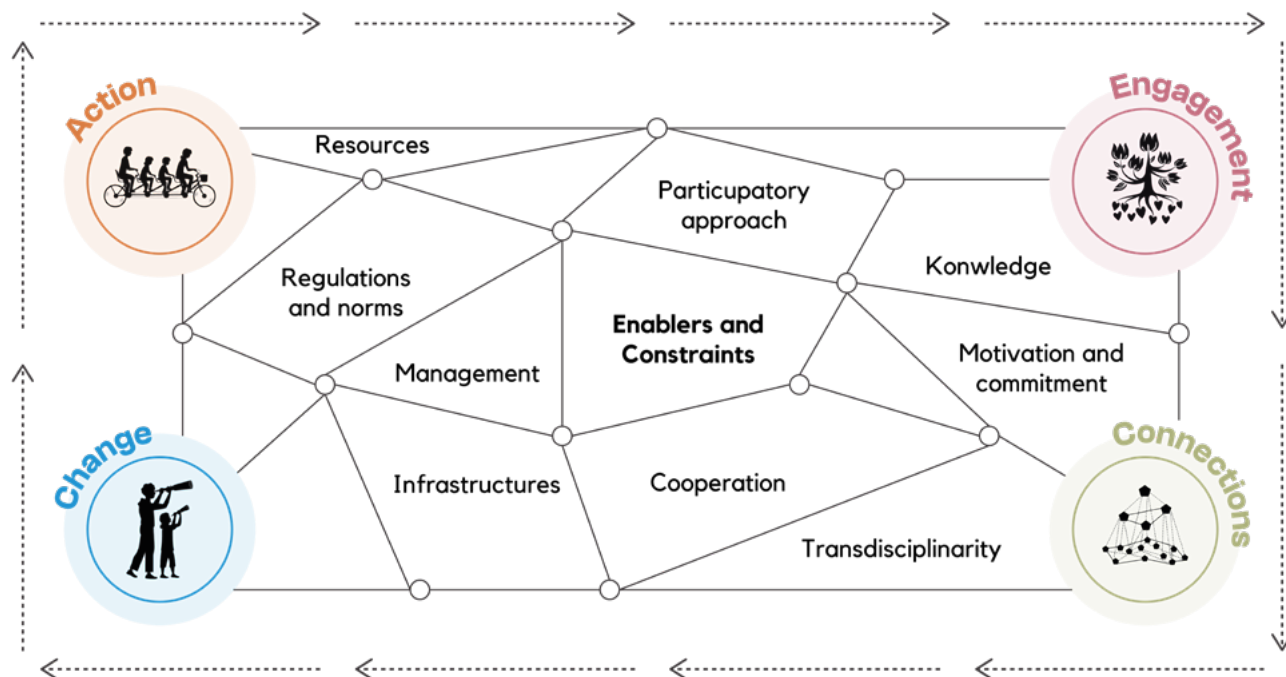 Action
Engagement
Resources
Particupatory
approach
Konwledge
Regulations
and norms
Enablers and
Constraints
Motivation and
commitment
Management
Change
Connections
Infrastructures
Cooperation
Transdisciplinarity